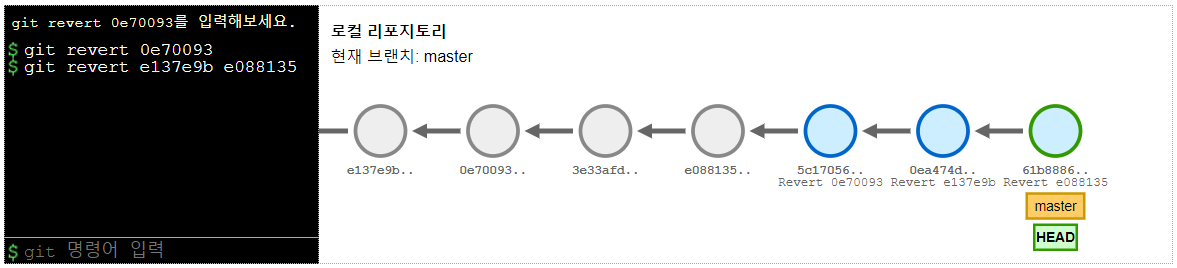 git revert 0e70093를 입력해보세요.
$ git revert 0e70093
$ git revert e137e9b e088135
$ git 명령어 입력
로컬 리포지토리
현재 브랜치: master
e137e9b..
0e70093..
3e33afd..
e088135..
5c17056..
Revert 0e70093
0ea474d..
Revert e137e9b
61b8886..
Revert e088135
master
HEAD